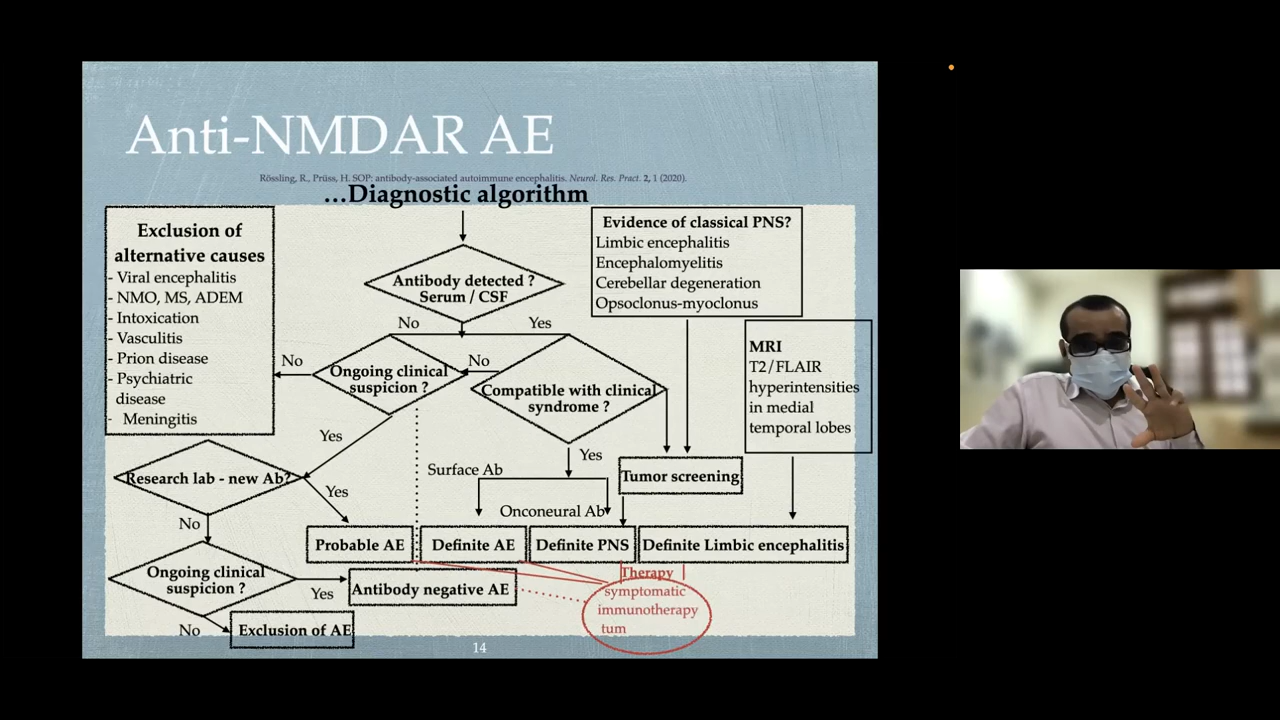 Anti-NMDAR AE
Rössling, R., Prüss, H. SOP: antibody-associated autoimmune encephalitis. Neurol. Res. Pract. 2, 1 (2020).
…Diagnostic algorithm
Exclusion of
alternative causes
- Viral encephalitis
- NMO, MS, ADEM
- Intoxication
- Vasculitis
- Prion disease
- Psychiatric
disease
- Meningitis
Antibody detected ?
Serum / CSF
No
Yes
Evidence of classical PNS?
Limbic encephalitis
Encephalomyelitis
Cerebellar degeneration
Opsoclonus-myoclonus
MRI
T2/FLAIR
hyperintensities
in medial
temporal lobes
No
Ongoing clinical
suspicion ?
No
Compatible with clinical
syndrome ?
Yes
Yes
Surface Ab
Onconeural Ab
Tumor screening
Research lab - new Ab?
Yes
No
Probable AE
Definite AE
Definite PNS
Definite Limbic encephalitis
Ongoing clinical
suspicion ?
Yes
Antibody negative AE
No
Exclusion of AE
Therapy
symptomatic
immunotherapy
tum
14